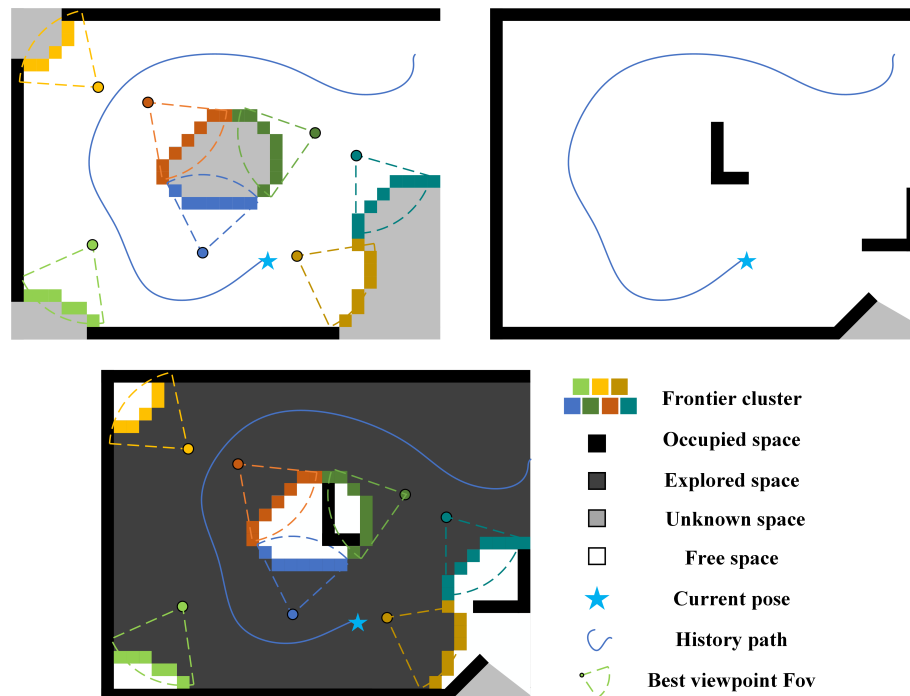 Frontier cluster
Occupied space
Explored space
Unknown space
Free space
Current pose
History path
Best viewpoint Fov